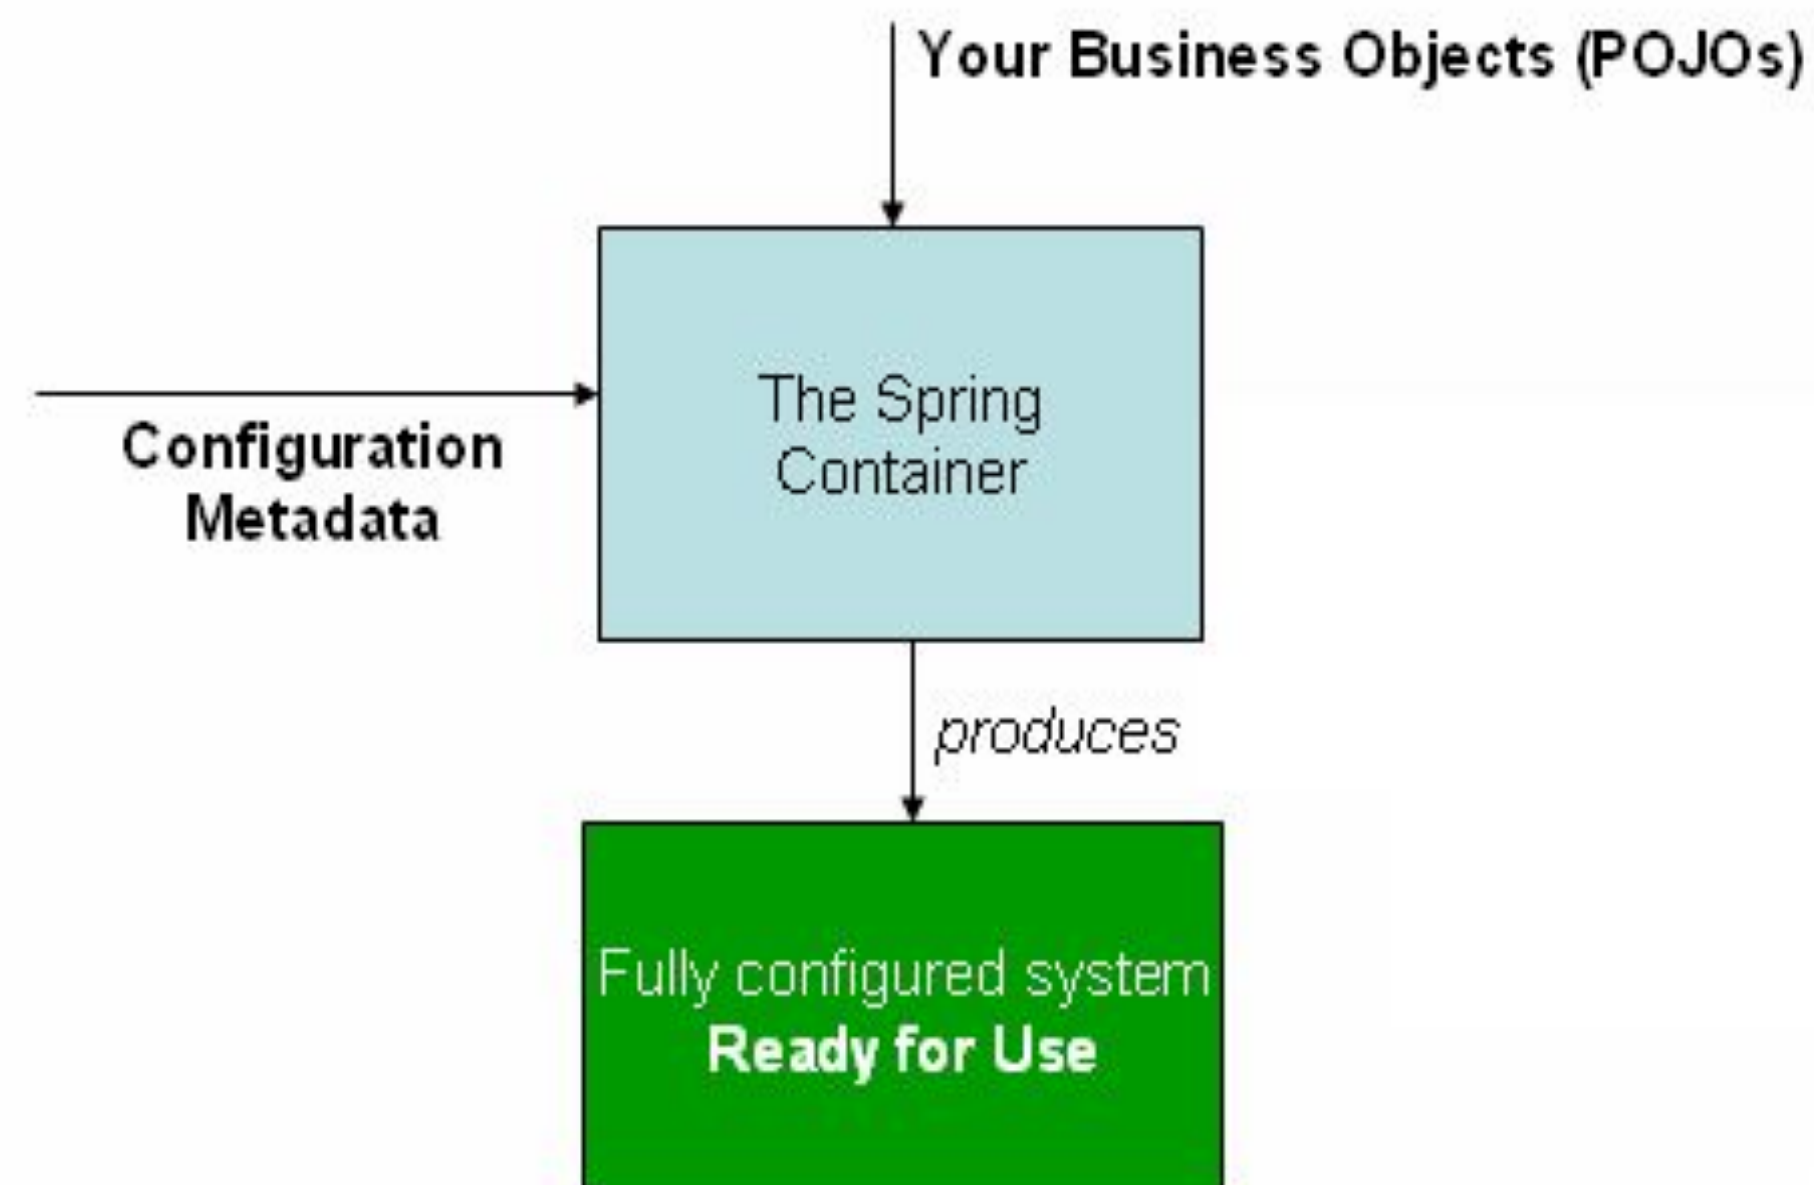 Your Business Objects (POJOs)
The Spring
Container
Configuration
Metadata
produces
Fully configured system
Ready for Use